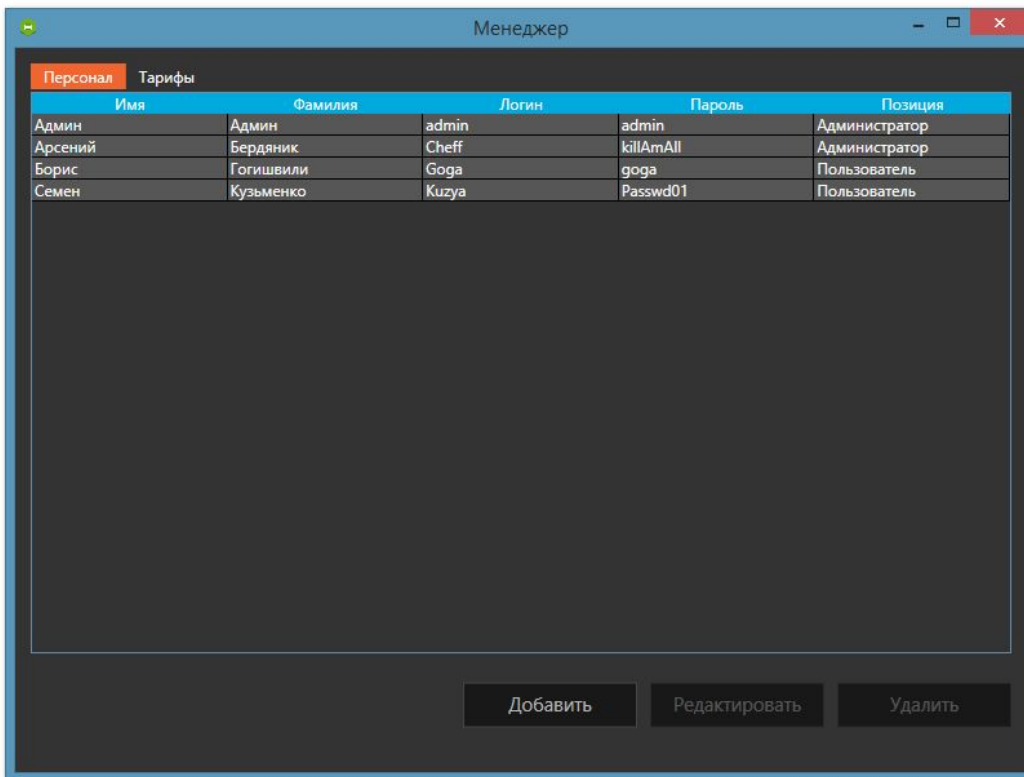 Менеджер
Персонал Тарифы
Имя Фамилия Логин Пароль Позиция
Админ Админ admin admin Администратор
Арсений Бердяник Cheff killAmAll Администратор
Борис Гогишвили Goga goga Пользователь
Семен Кузьменко Kuzya Passwd01 Пользователь
Добавить Редактировать Удалить